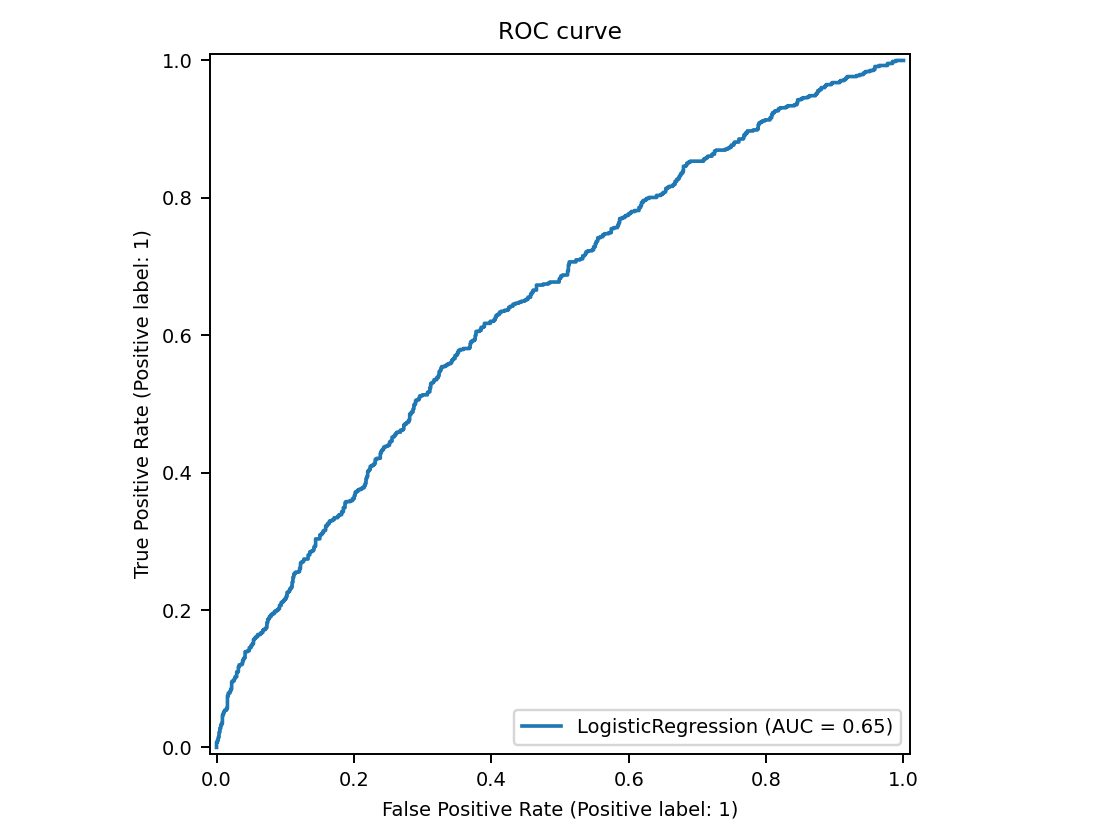 ROC curve
True Positive Rate (Positive label: 1)
1.0
0.8
0.6
0.4
0.2
0.0
LogisticRegression (AUC = 0.65)
0.0 0.2 0.4 0.6 0.8 1.0
False Positive Rate (Positive label: 1)